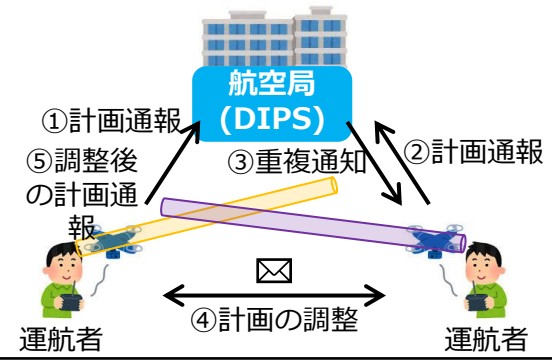 航空局
(DIPS)
①計画通報
②計画通報
③重複通知
⑤調整後
の計画通
報
④計画の調整
運航者
運航者